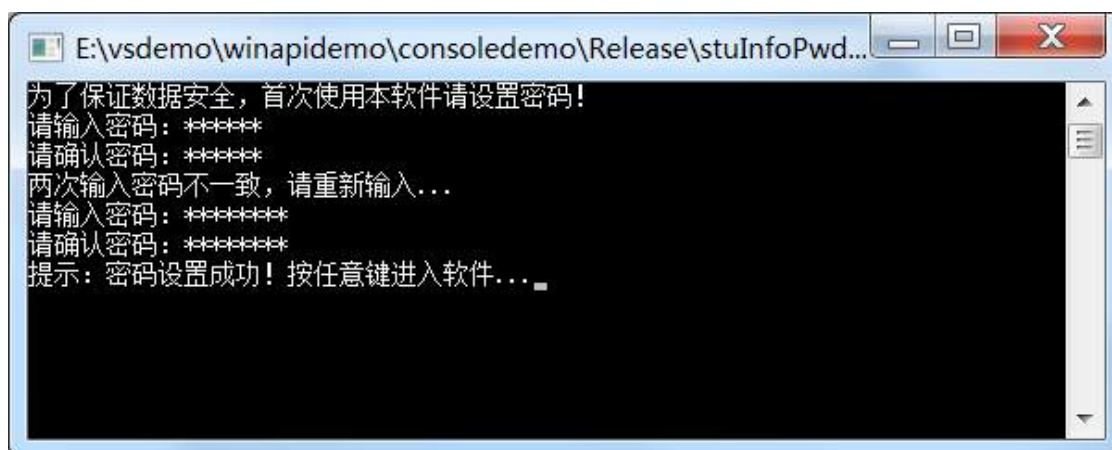 E:\vsdemo\winapidemo\consoledemo\Release\stuInfoPwd...
为了保证数据安全，首次使用本软件请设置密码！
请输入密码：******
请确认密码：******
两次输入密码不一致，请重新输入...
请输入密码：********
请确认密码：********
提示：密码设置成功！按任意键进入软件...